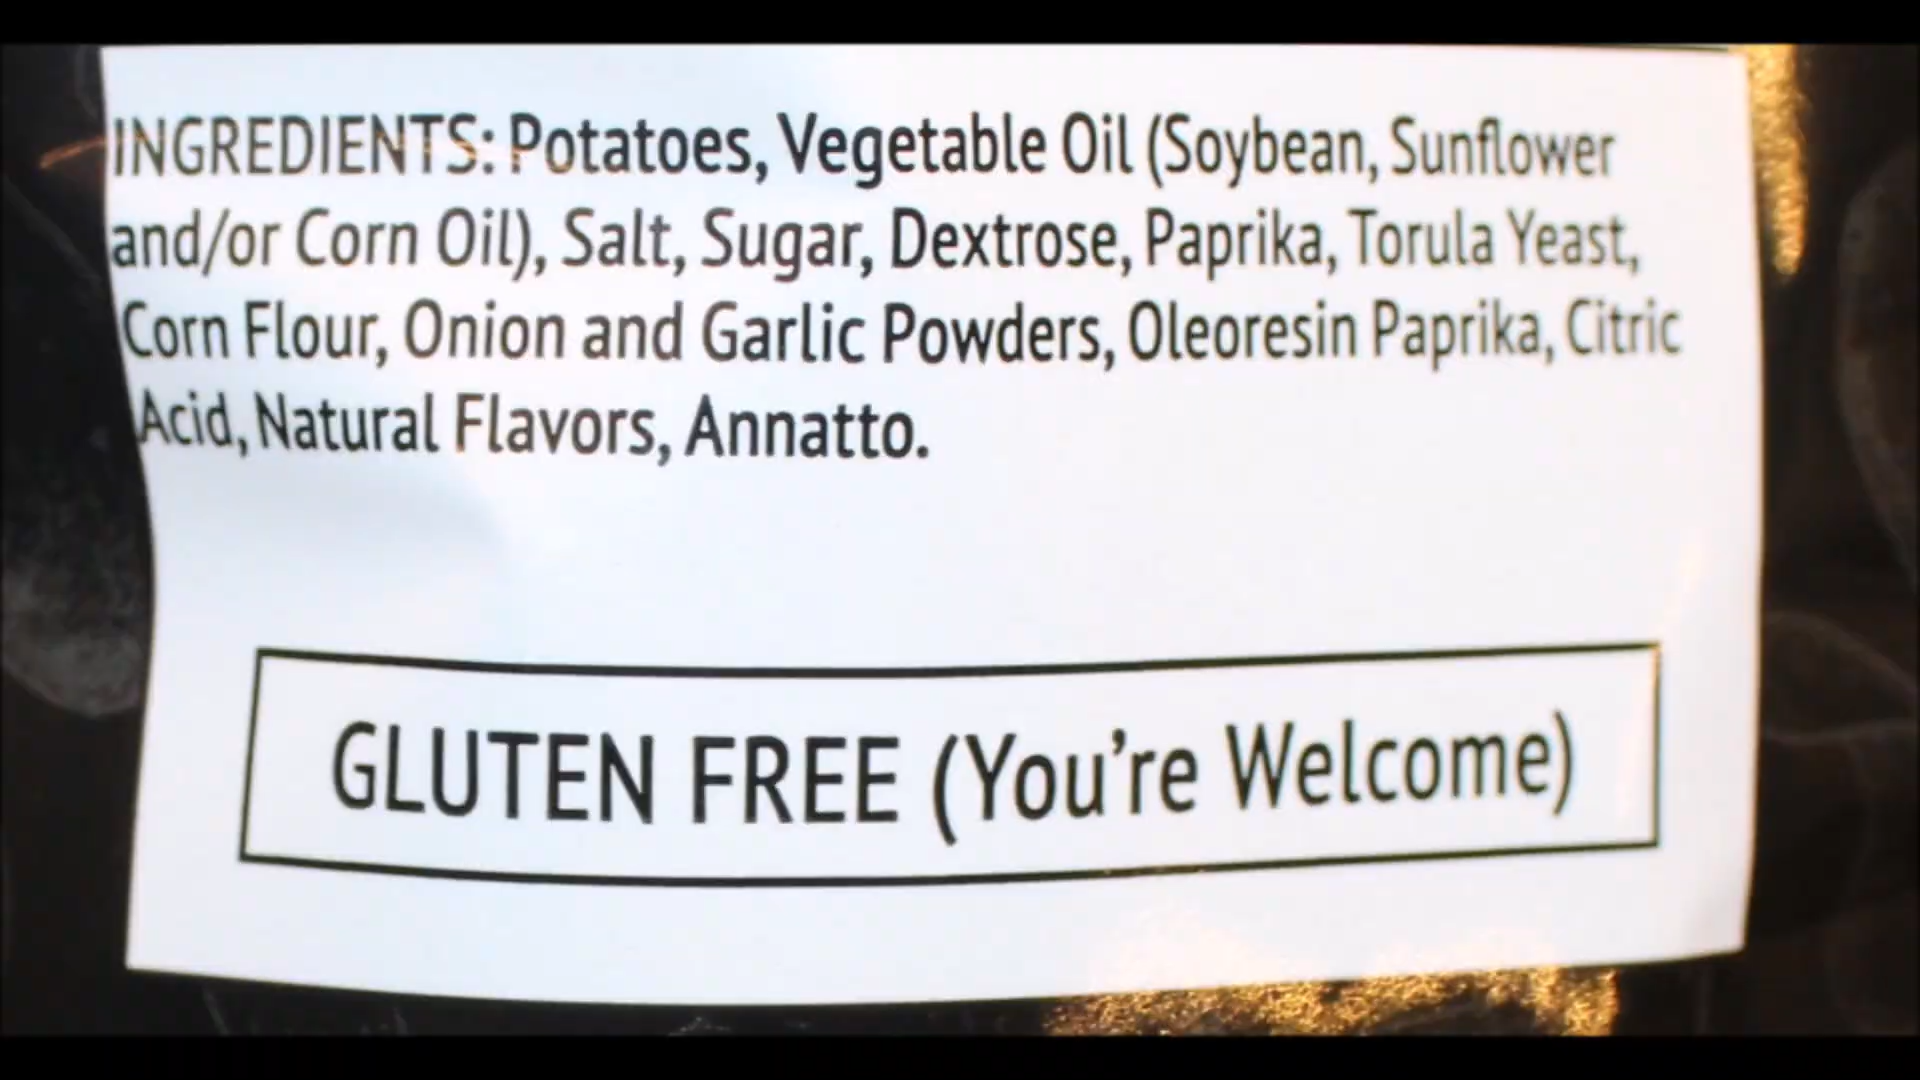 INGREDIENTS: Potatoes, Vegetable Oil (Soybean, Sunflower
and/or Corn Oil), Salt, Sugar, Dextrose, Paprika, Torula Yeast,
Corn Flour, Onion and Garlic Powders, Oleoresin Paprika, Citric
Acid, Natural Flavors, Annatto.
GLUTEN FREE (You're Welcome)